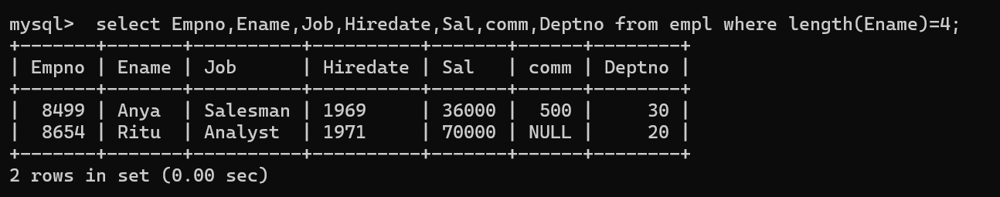 mysql>  select Empno,Ename,Job,Hiredate,Sal,comm,Deptno from empl where length(Ename)=4;
+-------+-------+----------+----------+-------+------+--------+
| Empno | Ename | Job      | Hiredate | Sal   | comm | Deptno |
+-------+-------+----------+----------+-------+------+--------+
|  8499 | Anya  | Salesman | 1969     | 36000 |  500 |     30 |
|  8654 | Ritu  | Analyst  | 1971     | 70000 | NULL |     20 |
+-------+-------+----------+----------+-------+------+--------+
2 rows in set (0.00 sec)